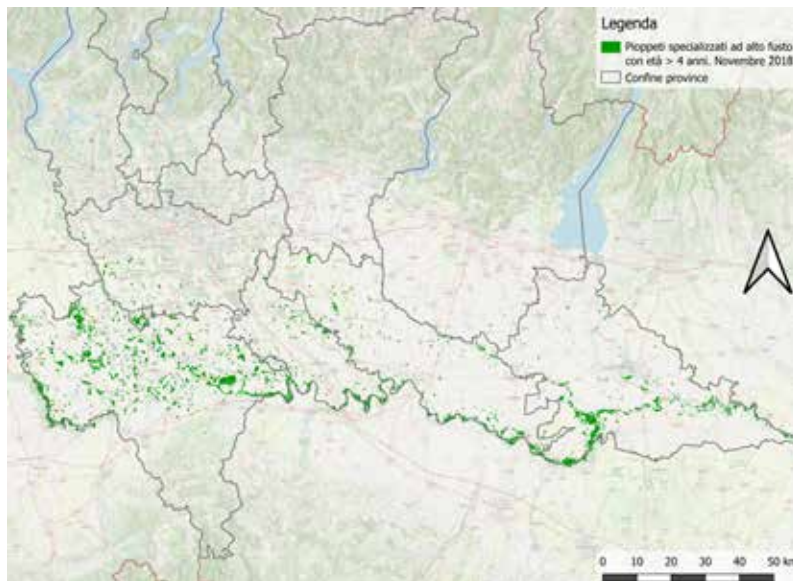 Legenda
Pioppeti specializzati ad alto fusto
con età > 4 anni. Novembre 2018
Confine province
0 10 20 30 40 50 km